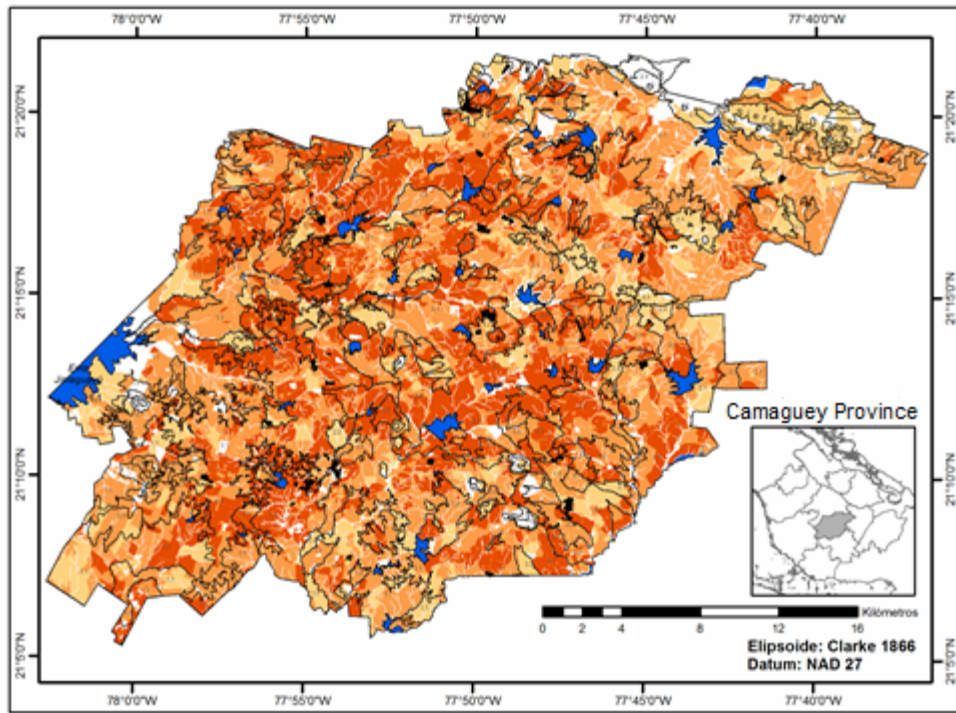 78°0'0"W 77°55'0"W 77°50'0"W 77°45'0"W 77°40'0"W
21°20'0"N 21°20'0"N
21°15'0"N 21°15'0"N
21°10'0"N 21°10'0"N
21°5'0"N 21°5'0"N
Camaguey Province
Kilómetros
0 2 4 8 12 16
Elipsoide: Clarke 1866
Datum: NAD 27
78°0'0"W 77°55'0"W 77°50'0"W 77°45'0"W 77°40'0"W